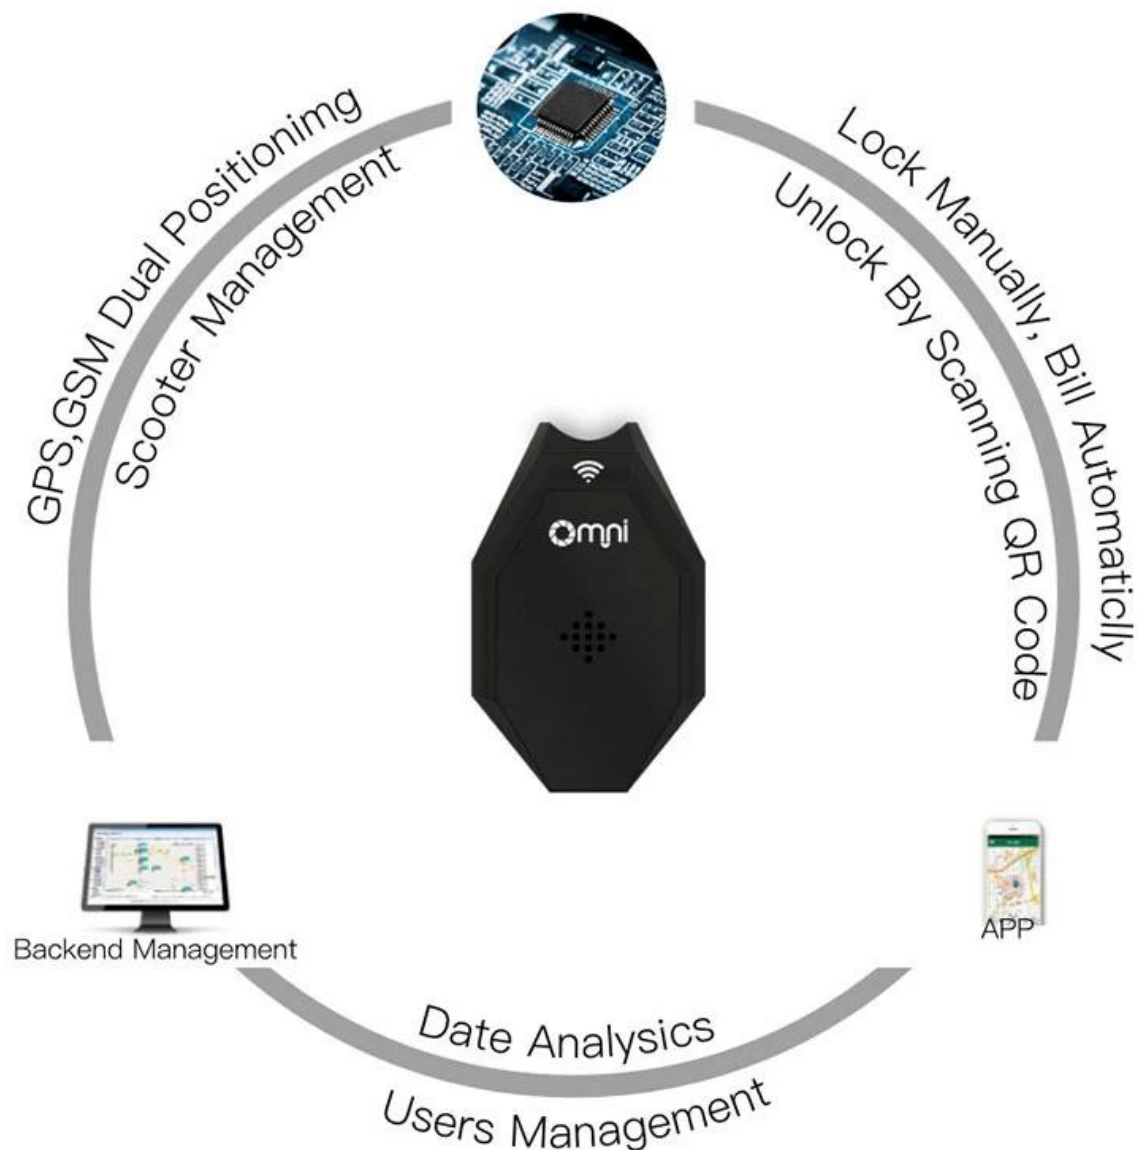 GPS,GSM Dual Positionimg
Scooter Management
Lock Manually, Bill Automaticlly
Unlock By Scanning QR Code
Omni
Backend Management
APP
Date Analysics
Users Management